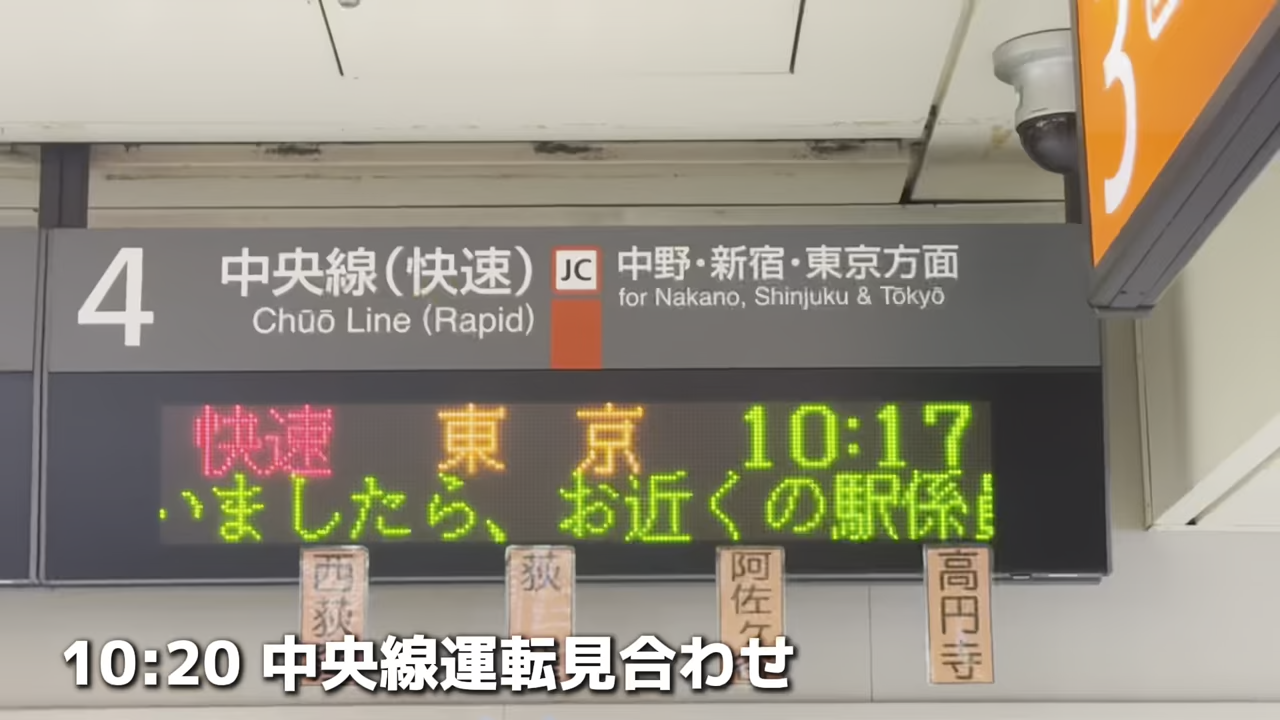 3
4 中央線(快速) JC 中野・新宿・東京方面
Chūō Line (Rapid) for Nakano, Shinjuku & Tōkyō
快速 東京 10:17
いましたら、お近くの駅係員
西荻
荻
阿佐ケ
高円寺
10:20 中央線運転見合わせ